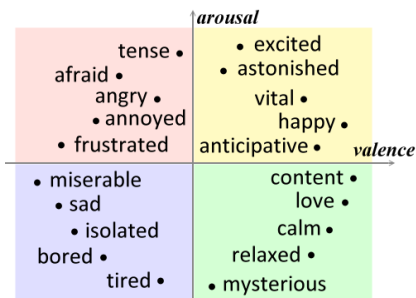 arousal
tense
excited
afraid
astonished
angry
vital
annoyed
happy
frustrated
anticipative
valence
miserable
content
sad
love
isolated
calm
bored
relaxed
tired
mysterious